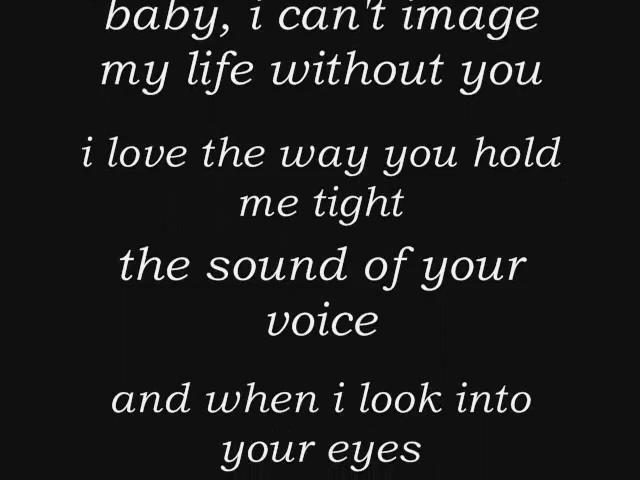 baby, i can't image
my life without you
i love the way you hold
me tight
the sound of your
voice
and when i look into
your eyes